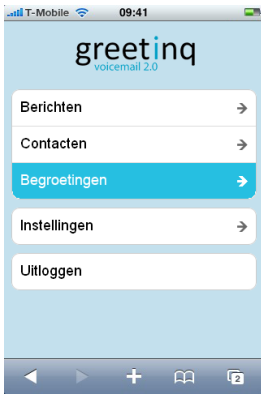 T-Mobile 09:41
greetinq
voicemail 2.0
Berichten
Contacten
Begroetingen
Instellingen
Uitloggen
2